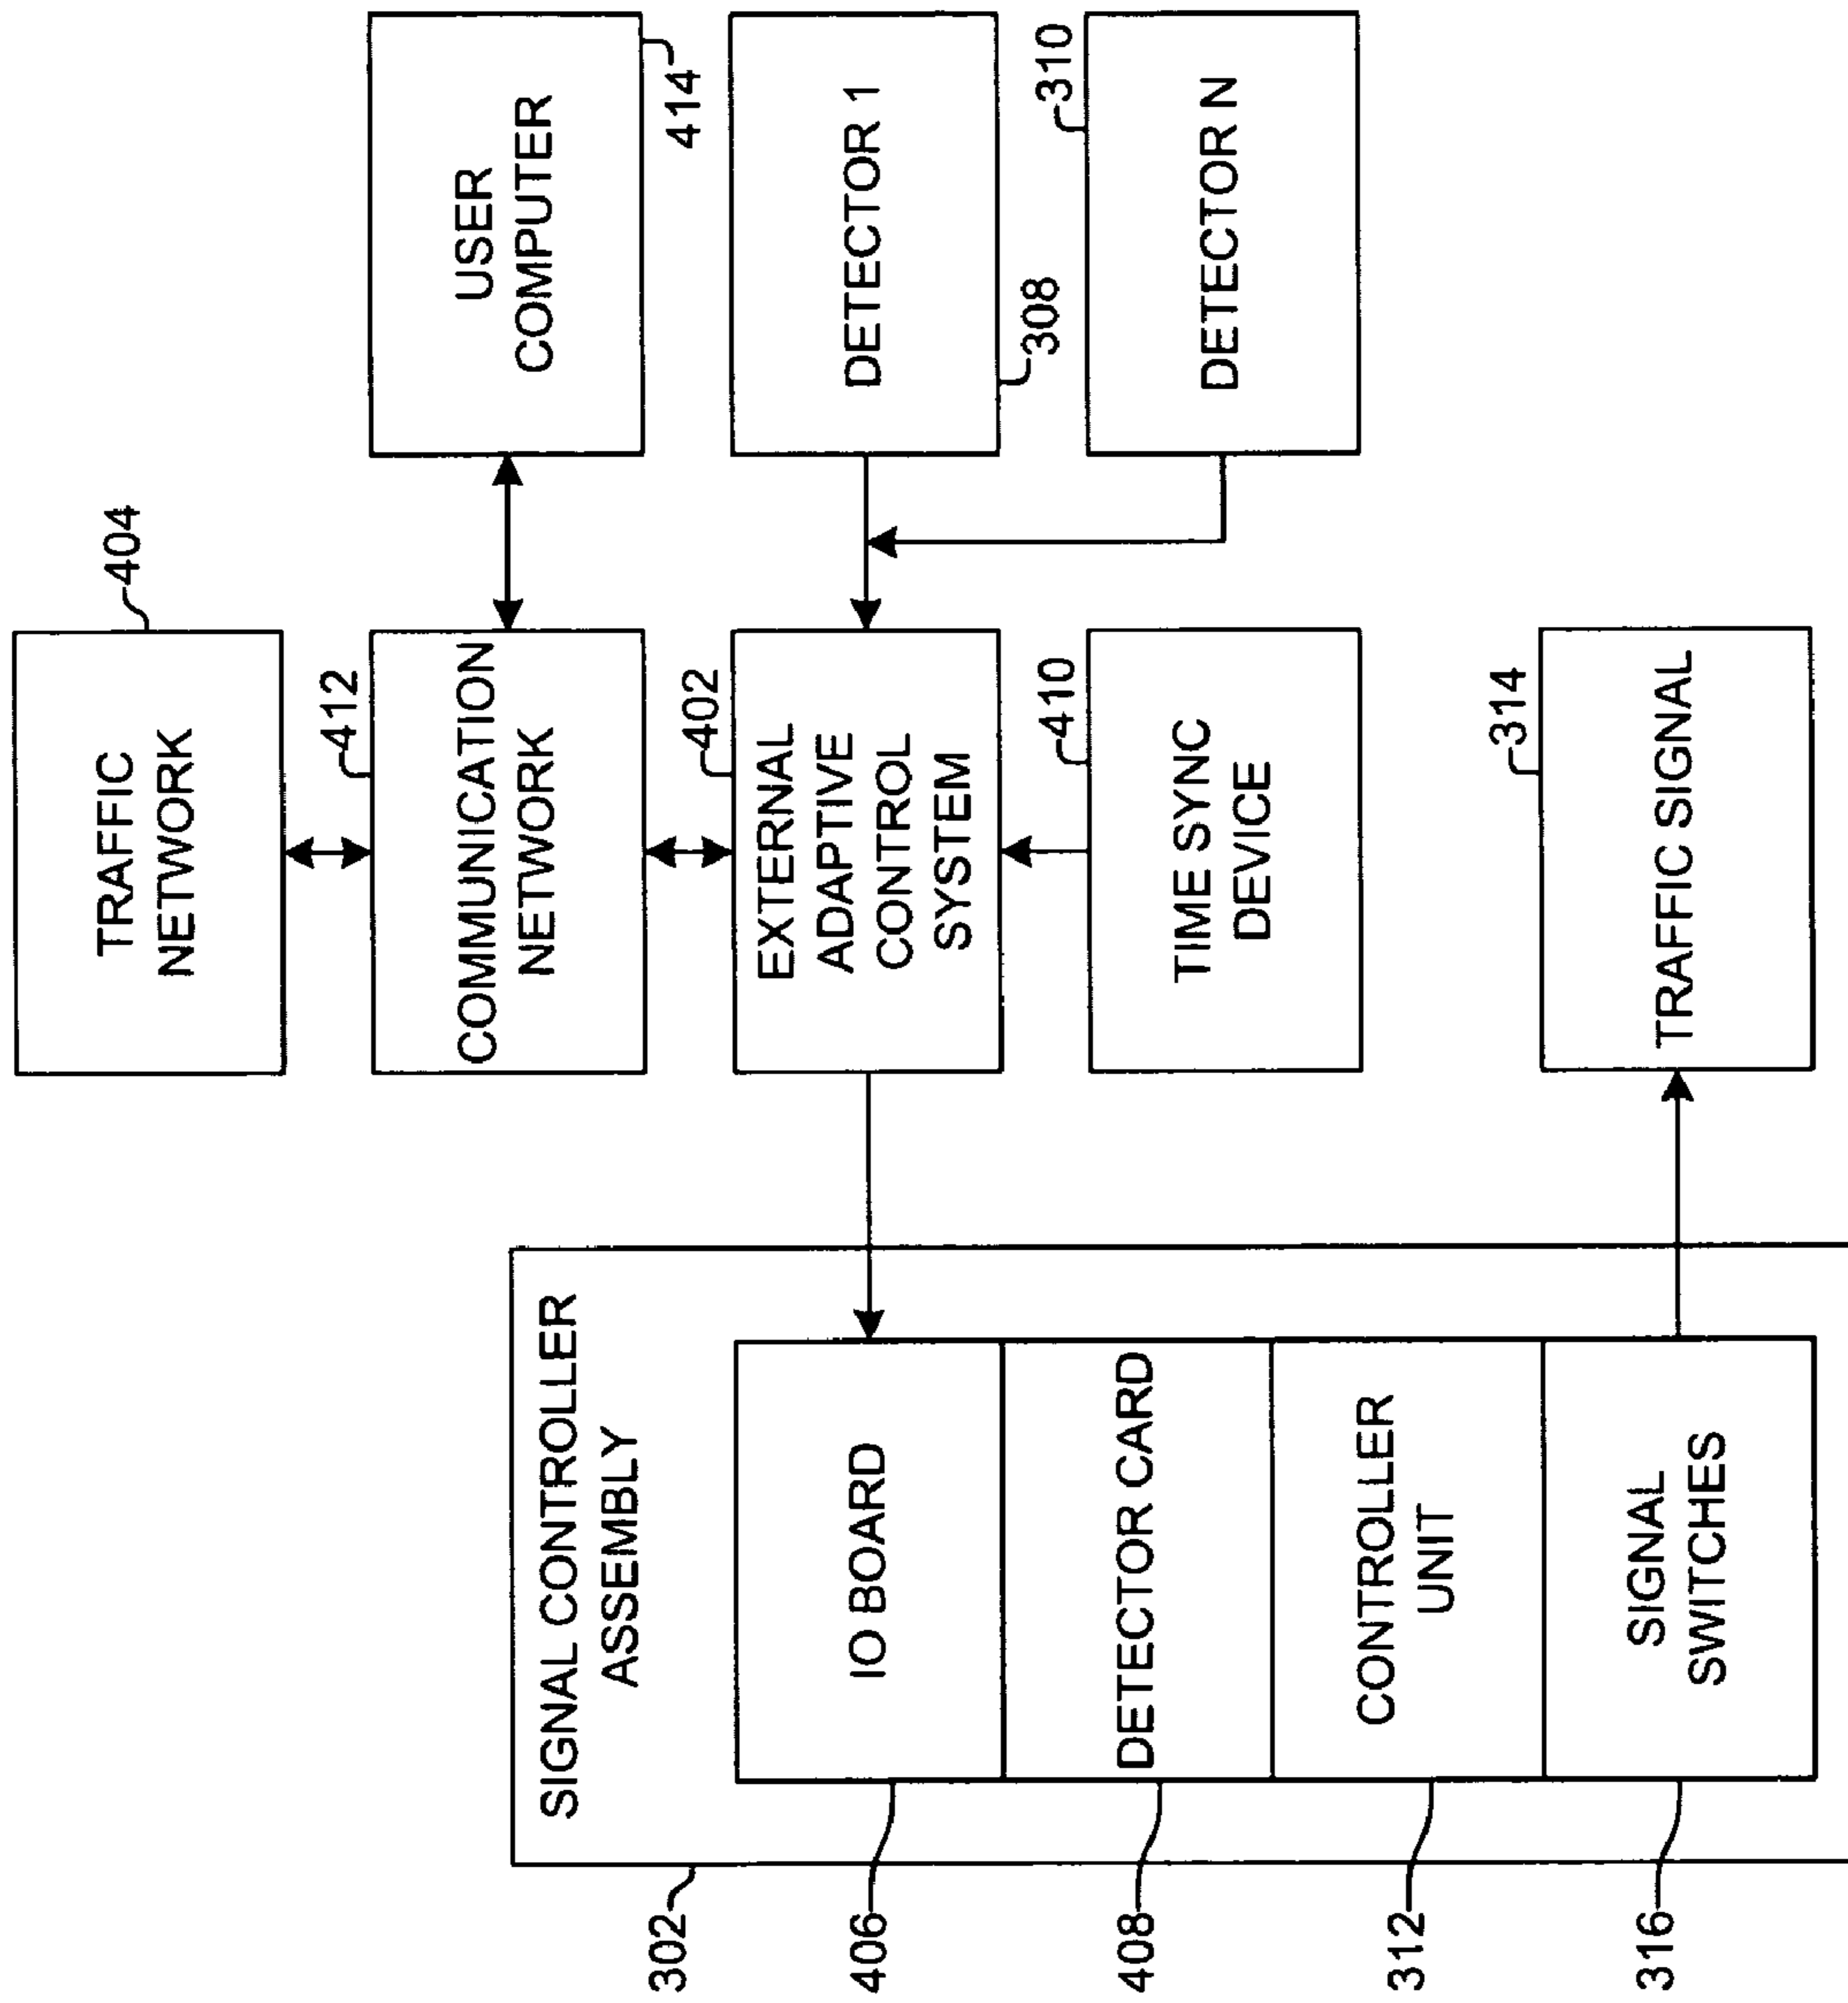 TRAFFIC
NETWORK
404
COMMUNICATION
NETWORK
412
USER
COMPUTER
414
EXTERNAL
ADAPTIVE
CONTROL
SYSTEM
402
DETECTOR 1
308
DETECTOR N
310
TIME SYNC
DEVICE
410
TRAFFIC SIGNAL
314
SIGNAL CONTROLLER
ASSEMBLY
302
IO BOARD
406
DETECTOR CARD
408
CONTROLLER
UNIT
312
SIGNAL
SWITCHES
316